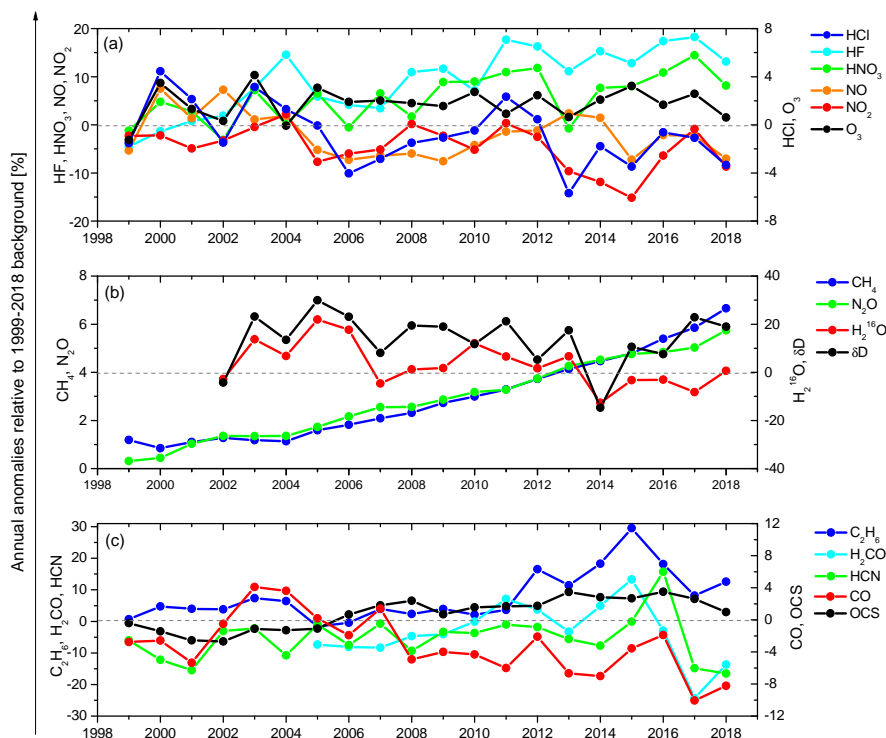 Annual anomalies relative to 1999-2018 background [%]
(a)
HF, HNO₃, NO, NO₂
20
10
0
-10
-20
HCl, O₃
8
4
0
-4
-8
1998 2000 2002 2004 2006 2008 2010 2012 2014 2016 2018
HCl
HF
HNO₃
NO
NO₂
O₃
(b)
CH₄, N₂O
8
6
4
2
0
H₂¹⁶O, δD
40
20
0
-20
-40
1998 2000 2002 2004 2006 2008 2010 2012 2014 2016 2018
CH₄
N₂O
H₂¹⁶O
δD
(c)
C₂H₆, H₂CO, HCN
30
20
10
0
-10
-20
-30
CO, OCS
12
8
4
0
-4
-8
-12
1998 2000 2002 2004 2006 2008 2010 2012 2014 2016 2018
C₂H₆
H₂CO
HCN
CO
OCS